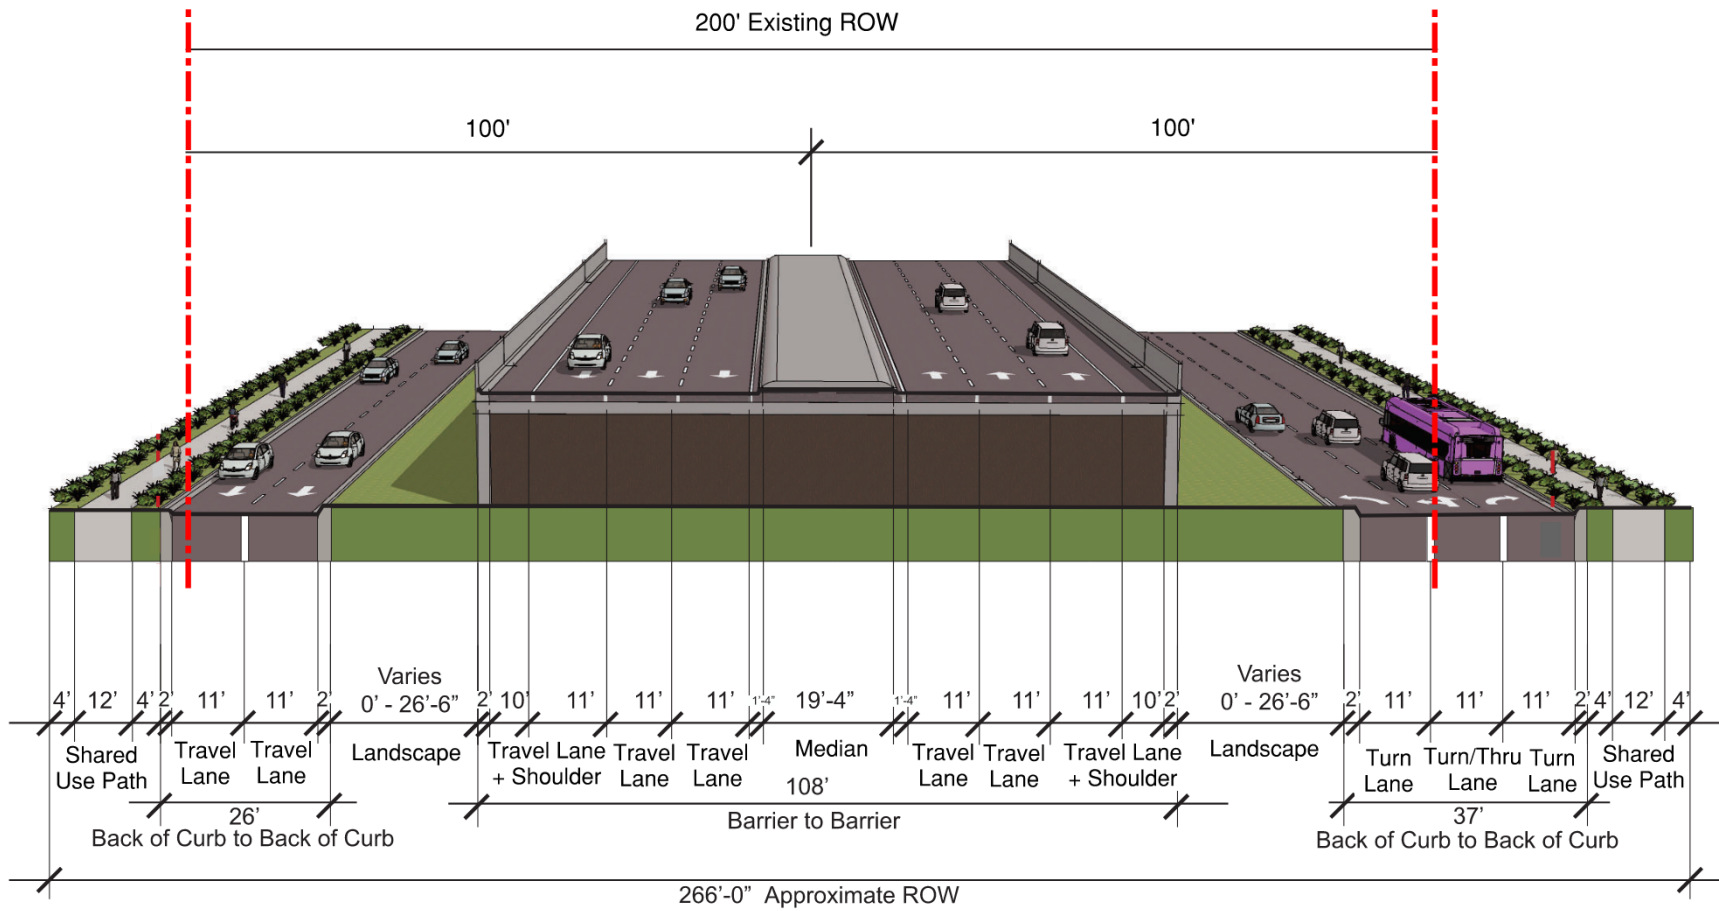 200' Existing ROW
100'
100'
Varies
0' - 26'-6"
Varies
0' - 26'-6"
4' 12' 4' 2' 11' 11' 2' 2' 10' 11' 11' 11' 1'-4" 19'-4" 1'-4" 11' 11' 11' 10' 2' 2' 11' 11' 11' 2' 4' 12' 4'
Shared
Use Path
Travel
Lane
Travel
Lane
Landscape
Travel Lane
+ Shoulder
Travel
Lane
Travel
Lane
Median
Travel
Lane
Travel
Lane
Travel Lane
+ Shoulder
Landscape
Turn
Lane
Turn/Thru
Lane
Turn
Lane
Shared
Use Path
26'
Back of Curb to Back of Curb
108'
Barrier to Barrier
37'
Back of Curb to Back of Curb
266'-0" Approximate ROW